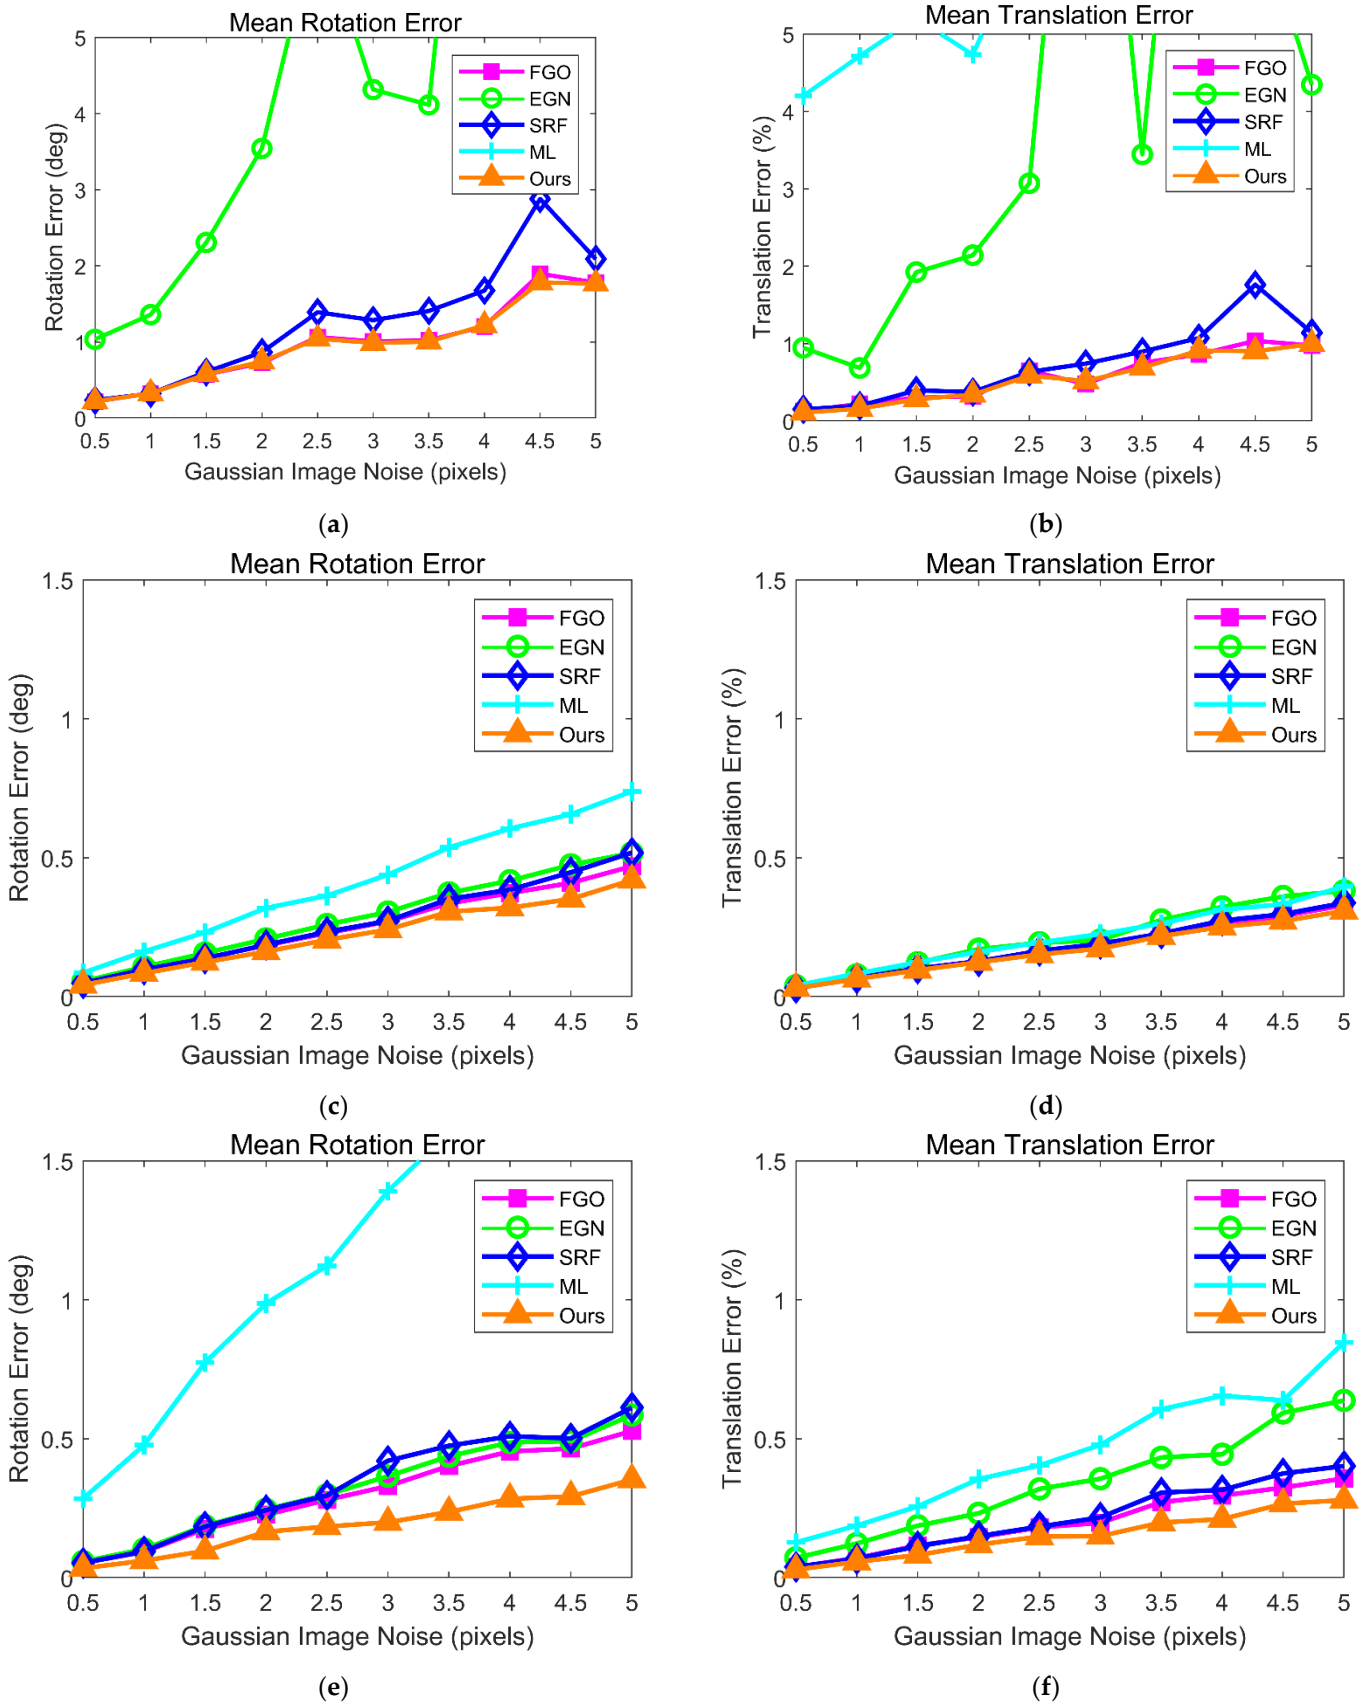 Mean Rotation Error
5
4
3
2
1
0
Rotation Error (deg)
FGO
EGN
SRF
ML
Ours
0.5 1 1.5 2 2.5 3 3.5 4 4.5 5
Gaussian Image Noise (pixels)
(a)
Mean Translation Error
5
4
3
2
1
0
Translation Error (%)
FGO
EGN
SRF
ML
Ours
0.5 1 1.5 2 2.5 3 3.5 4 4.5 5
Gaussian Image Noise (pixels)
(b)
Mean Rotation Error
1.5
1
0.5
0
Rotation Error (deg)
FGO
EGN
SRF
ML
Ours
0.5 1 1.5 2 2.5 3 3.5 4 4.5 5
Gaussian Image Noise (pixels)
(c)
Mean Translation Error
1.5
1
0.5
0
Translation Error (%)
FGO
EGN
SRF
ML
Ours
0.5 1 1.5 2 2.5 3 3.5 4 4.5 5
Gaussian Image Noise (pixels)
(d)
Mean Rotation Error
1.5
1
0.5
0
Rotation Error (deg)
FGO
EGN
SRF
ML
Ours
0.5 1 1.5 2 2.5 3 3.5 4 4.5 5
Gaussian Image Noise (pixels)
(e)
Mean Translation Error
1.5
1
0.5
0
Translation Error (%)
FGO
EGN
SRF
ML
Ours
0.5 1 1.5 2 2.5 3 3.5 4 4.5 5
Gaussian Image Noise (pixels)
(f)